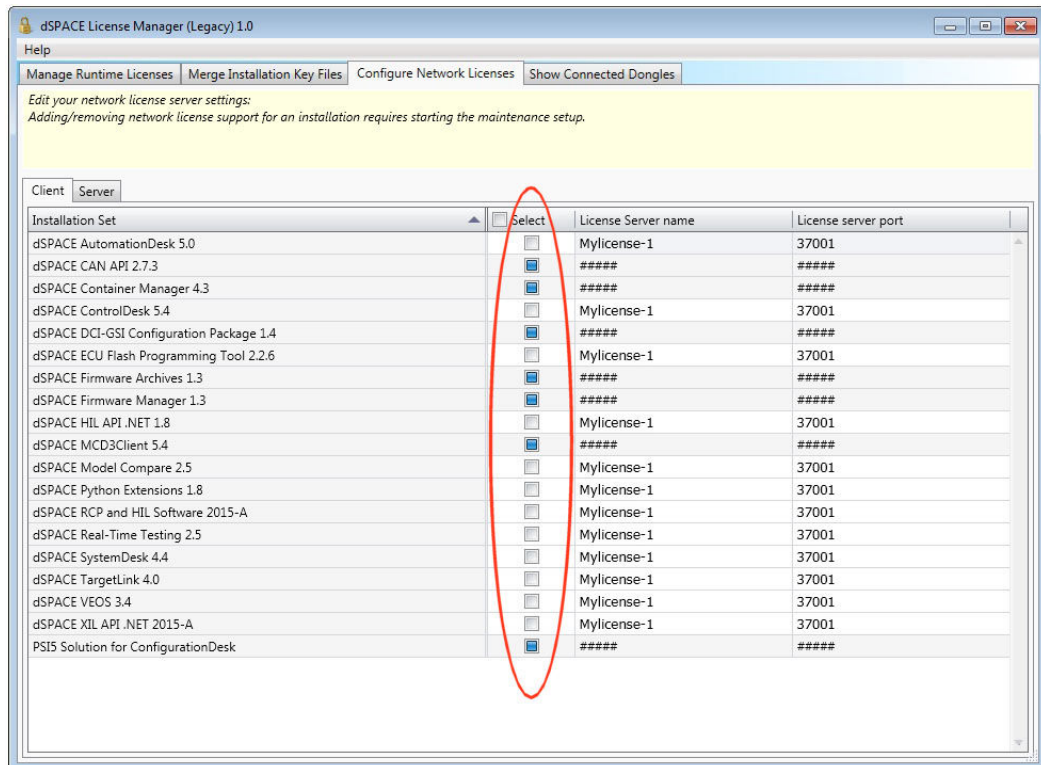 dSPACE License Manager (Legacy) 1.0
Help
Manage Runtime Licenses Merge Installation Key Files Configure Network Licenses Show Connected Dongles
Edit your network license server settings:
Adding/removing network license support for an installation requires starting the maintenance setup.
Client Server
Installation Set Select License Server name License server port
dSPACE AutomationDesk 5.0 Mylicense-1 37001
dSPACE CAN API 2.7.3 ##### #####
dSPACE Container Manager 4.3 ##### #####
dSPACE ControlDesk 5.4 Mylicense-1 37001
dSPACE DCI-GSI Configuration Package 1.4 ##### #####
dSPACE ECU Flash Programming Tool 2.2.6 Mylicense-1 37001
dSPACE Firmware Archives 1.3 ##### #####
dSPACE Firmware Manager 1.3 ##### #####
dSPACE HIL API .NET 1.8 Mylicense-1 37001
dSPACE MCD3Client 5.4 ##### #####
dSPACE Model Compare 2.5 Mylicense-1 37001
dSPACE Python Extensions 1.8 Mylicense-1 37001
dSPACE RCP and HIL Software 2015-A Mylicense-1 37001
dSPACE Real-Time Testing 2.5 Mylicense-1 37001
dSPACE SystemDesk 4.4 Mylicense-1 37001
dSPACE TargetLink 4.0 Mylicense-1 37001
dSPACE VEOS 3.4 Mylicense-1 37001
dSPACE XIL API .NET 2015-A Mylicense-1 37001
PSI5 Solution for ConfigurationDesk ##### #####